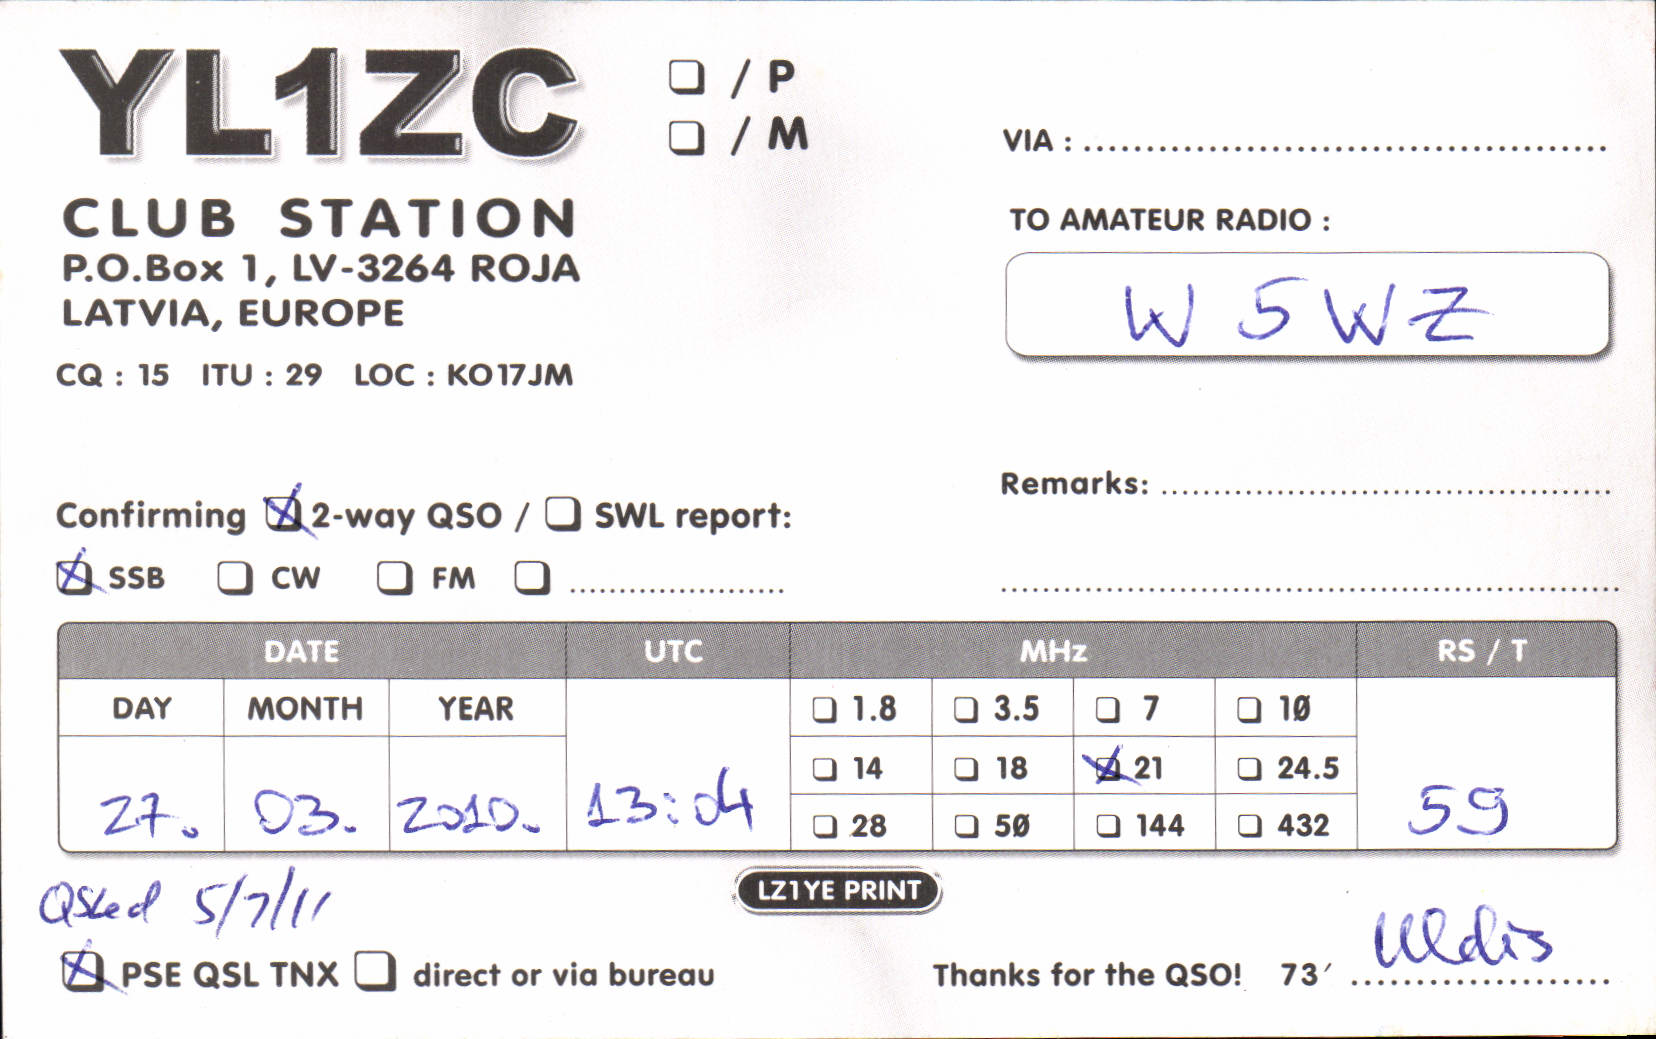 YL1ZC
☐ / P
☐ / M
CLUB STATION
P.O.Box 1, LV-3264 ROJA
LATVIA, EUROPE
CQ : 15 ITU : 29 LOC : KO17JM
VIA : ........................................
TO AMATEUR RADIO :
W5WZ
Confirming ☒ 2-way QSO / ☐ SWL report:
☒ SSB ☐ CW ☐ FM ☐ .....................
Remarks: ...................................
................................................
DATE UTC MHz RS / T
DAY MONTH YEAR
27. 03. 2010. 13:04
☐ 1.8 ☐ 3.5 ☐ 7 ☐ 10
☐ 14 ☐ 18 ☒ 21 ☐ 24.5
☐ 28 ☐ 50 ☐ 144 ☐ 432
59
Qsled 5/7/11
☒ PSE QSL TNX ☐ direct or via bureau
LZ1YE PRINT
Thanks for the QSO! 73' ....................
Uldis